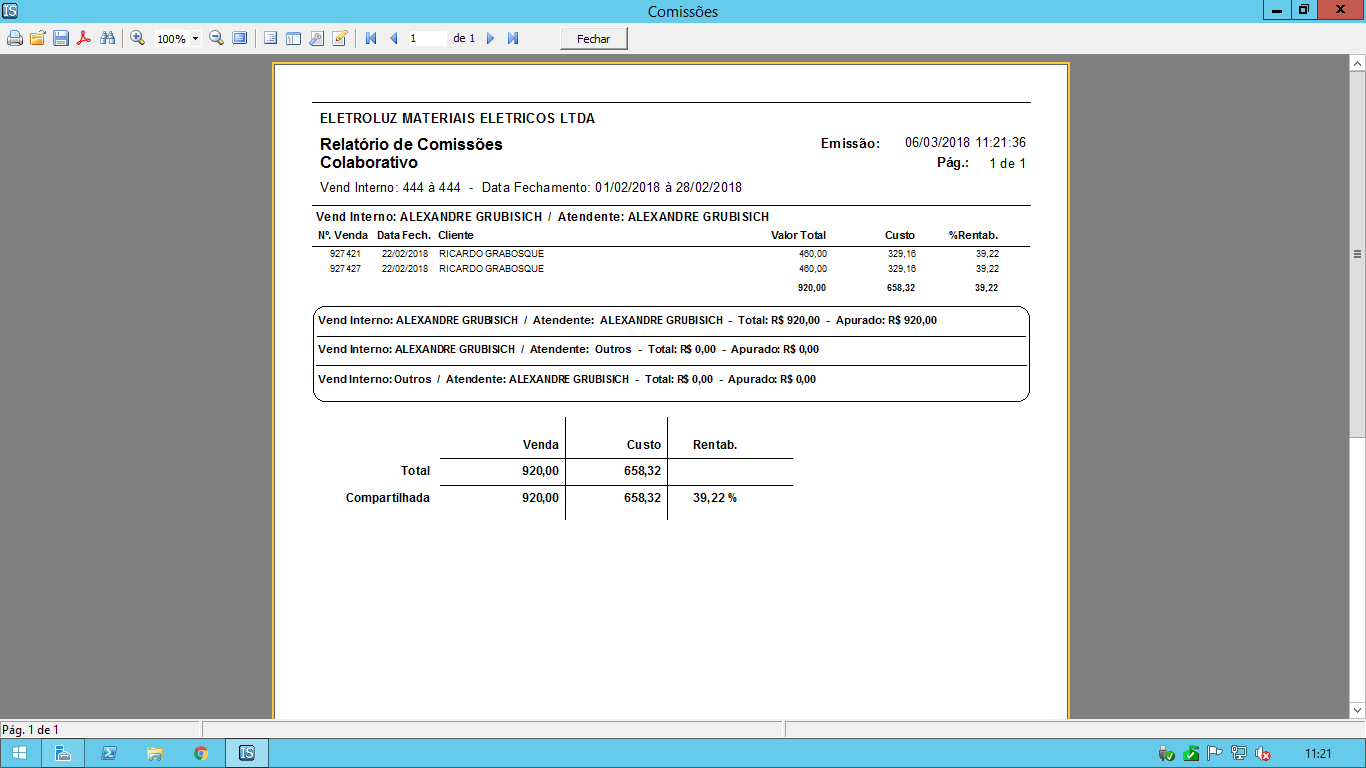 IS Comissões
100% 1 de 1 Fechar
ELETROLUZ MATERIAIS ELETRICOS LTDA
Relatório de Comissões
Colaborativo
Emissão: 06/03/2018 11:21:36
Pág.: 1 de 1
Vend Interno: 444 à 444 - Data Fechamento: 01/02/2018 à 28/02/2018
Vend Interno: ALEXANDRE GRUBISICH / Atendente: ALEXANDRE GRUBISICH
Nº. Venda Data Fech. Cliente Valor Total Custo %Rentab.
927421 22/02/2018 RICARDO GRABOSQUE 460,00 329,16 39,22
927427 22/02/2018 RICARDO GRABOSQUE 460,00 329,16 39,22
920,00 658,32 39,22
Vend Interno: ALEXANDRE GRUBISICH / Atendente: ALEXANDRE GRUBISICH - Total: R$ 920,00 - Apurado: R$ 920,00
Vend Interno: ALEXANDRE GRUBISICH / Atendente: Outros - Total: R$ 0,00 - Apurado: R$ 0,00
Vend Interno: Outros / Atendente: ALEXANDRE GRUBISICH - Total: R$ 0,00 - Apurado: R$ 0,00
Venda Custo Rentab.
Total 920,00 658,32
Compartilhada 920,00 658,32 39,22 %
Pág. 1 de 1
IS 11:21